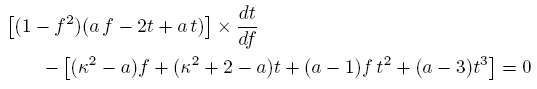 [(1 − f²)(a f − 2t + a t)] × dt/df
− [(κ² − a)f + (κ² + 2 − a)t + (a − 1)f t² + (a − 3)t³] = 0